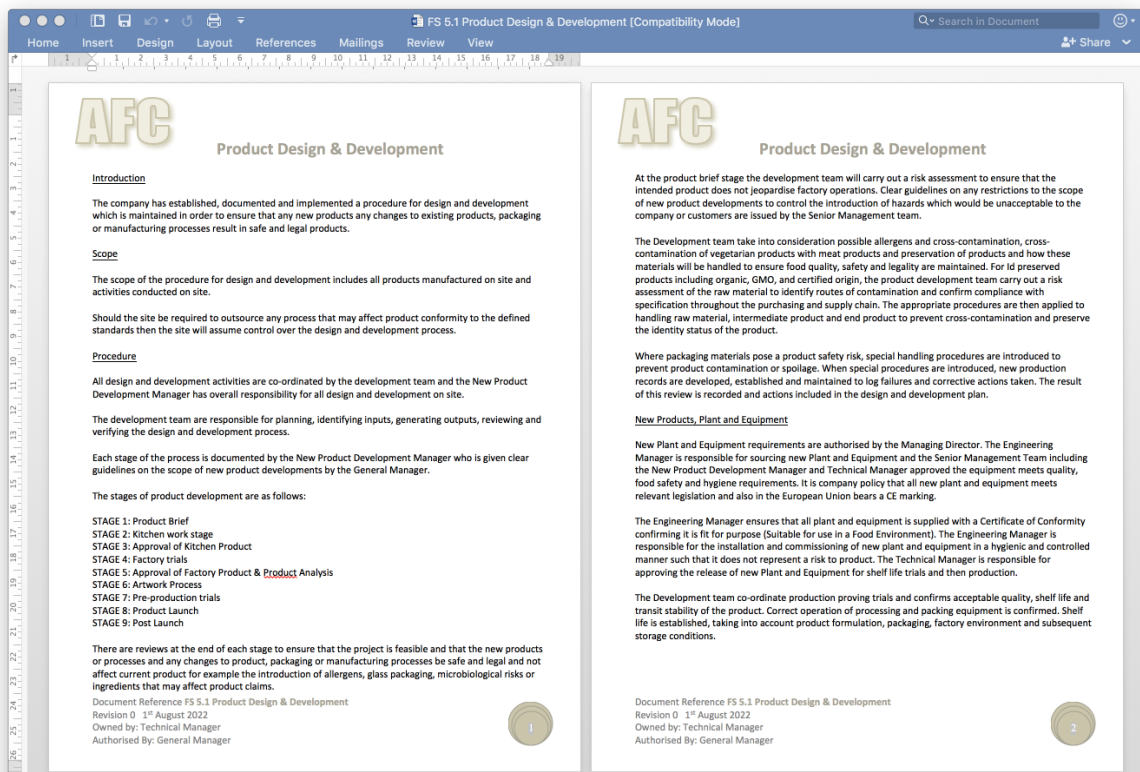 FS 5.1 Product Design & Development [Compatibility Mode]
Search in Document
Home Insert Design Layout References Mailings Review View
Share
1 1 2 3 4 5 6 7 8 9 10 11 12 13 14 15 16 17 18 19
AFC
Product Design & Development
Introduction
The company has established, documented and implemented a procedure for design and development
which is maintained in order to ensure that any new products any changes to existing products, packaging
or manufacturing processes result in safe and legal products.
Scope
The scope of the procedure for design and development includes all products manufactured on site and
activities conducted on site.
Should the site be required to outsource any process that may affect product conformity to the defined
standards then the site will assume control over the design and development process.
Procedure
All design and development activities are co-ordinated by the development team and the New Product
Development Manager has overall responsibility for all design and development on site.
The development team are responsible for planning, identifying inputs, generating outputs, reviewing and
verifying the design and development process.
Each stage of the process is documented by the New Product Development Manager who is given clear
guidelines on the scope of new product developments by the General Manager.
The stages of product development are as follows:
STAGE 1: Product Brief
STAGE 2: Kitchen work stage
STAGE 3: Approval of Kitchen Product
STAGE 4: Factory trials
STAGE 5: Approval of Factory Product & Product Analysis
STAGE 6: Artwork Process
STAGE 7: Pre-production trials
STAGE 8: Product Launch
STAGE 9: Post Launch
There are reviews at the end of each stage to ensure that the project is feasible and that the new products
or processes and any changes to product, packaging or manufacturing processes be safe and legal and not
affect current product for example the introduction of allergens, glass packaging, microbiological risks or
ingredients that may affect product claims.
Document Reference FS 5.1 Product Design & Development
Revision 0 1st August 2022
Owned by: Technical Manager
Authorised By: General Manager
1
AFC
Product Design & Development
At the product brief stage the development team will carry out a risk assessment to ensure that the
intended product does not jeopardise factory operations. Clear guidelines on any restrictions to the scope
of new product developments to control the introduction of hazards which would be unacceptable to the
company or customers are issued by the Senior Management team.
The Development team take into consideration possible allergens and cross-contamination, cross-
contamination of vegetarian products with meat products and preservation of products and how these
materials will be handled to ensure food quality, safety and legality are maintained. For Id preserved
products including organic, GMO, and certified origin, the product development team carry out a risk
assessment of the raw material to identify routes of contamination and confirm compliance with
specification throughout the purchasing and supply chain. The appropriate procedures are then applied to
handling raw material, intermediate product and end product to prevent cross-contamination and preserve
the identity status of the product.
Where packaging materials pose a product safety risk, special handling procedures are introduced to
prevent product contamination or spoilage. When special procedures are introduced, new production
records are developed, established and maintained to log failures and corrective actions taken. The result
of this review is recorded and actions included in the design and development plan.
New Products, Plant and Equipment
New Plant and Equipment requirements are authorised by the Managing Director. The Engineering
Manager is responsible for sourcing new Plant and Equipment and the Senior Management Team including
the New Product Development Manager and Technical Manager approved the equipment meets quality,
food safety and hygiene requirements. It is company policy that all new plant and equipment meets
relevant legislation and also in the European Union bears a CE marking.
The Engineering Manager ensures that all plant and equipment is supplied with a Certificate of Conformity
confirming it is fit for purpose (Suitable for use in a Food Environment). The Engineering Manager is
responsible for the installation and commissioning of new plant and equipment in a hygienic and controlled
manner such that it does not represent a risk to product. The Technical Manager is responsible for
approving the release of new Plant and Equipment for shelf life trials and then production.
The Development team co-ordinate production proving trials and confirms acceptable quality, shelf life and
transit stability of the product. Correct operation of processing and packing equipment is confirmed. Shelf
life is established, taking into account product formulation, packaging, factory environment and subsequent
storage conditions.
Document Reference FS 5.1 Product Design & Development
Revision 0 1st August 2022
Owned by: Technical Manager
Authorised By: General Manager
2